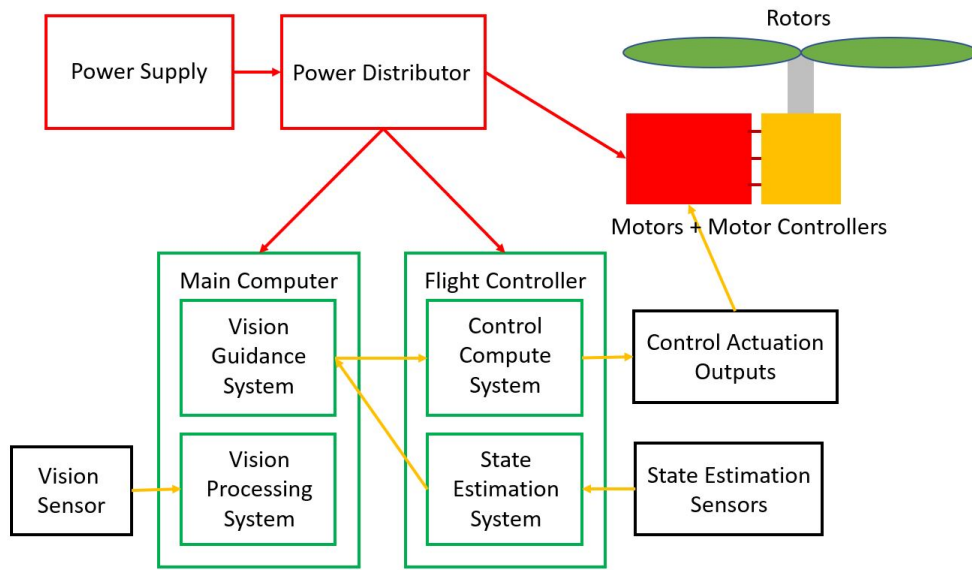 Rotors
Power Supply
Power Distributor
Motors + Motor Controllers
Main Computer
Flight Controller
Vision
Guidance
System
Control
Compute
System
Control Actuation
Outputs
Vision
Sensor
Vision
Processing
System
State
Estimation
System
State Estimation
Sensors